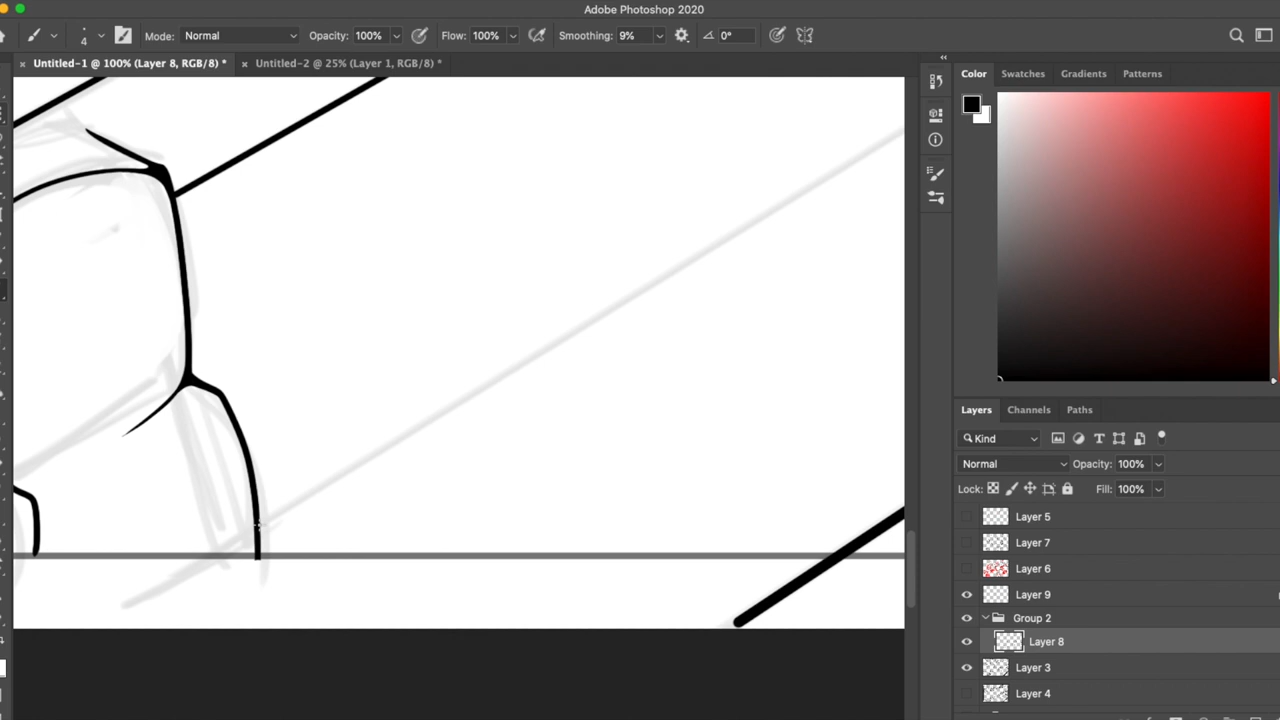 Adobe Photoshop 2020
4 Mode: Normal Opacity: 100% Flow: 100% Smoothing: 9% 0°
× Untitled-1 @ 100% (Layer 8, RGB/8) * × Untitled-2 @ 25% (Layer 1, RGB/8) *
Color Swatches Gradients Patterns
Layers Channels Paths
Kind
Normal Opacity: 100%
Lock: Fill: 100%
Layer 5
Layer 7
Layer 6
Layer 9
Group 2
Layer 8
Layer 3
Layer 4